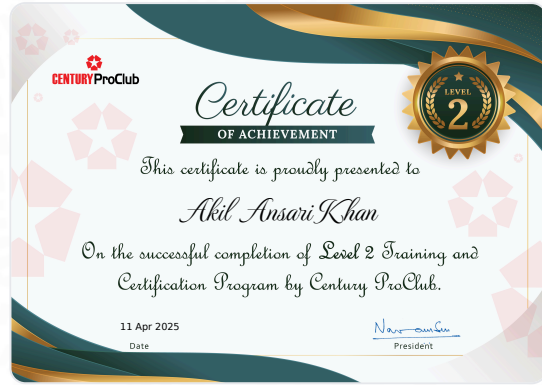 CENTURY ProClub
LEVEL
2
Certificate
OF ACHIEVEMENT
This certificate is proudly presented to
Akil Ansari Khan
On the successful completion of Level 2 Training and
Certification Program by Century ProClub.
11 Apr 2025
Date
President